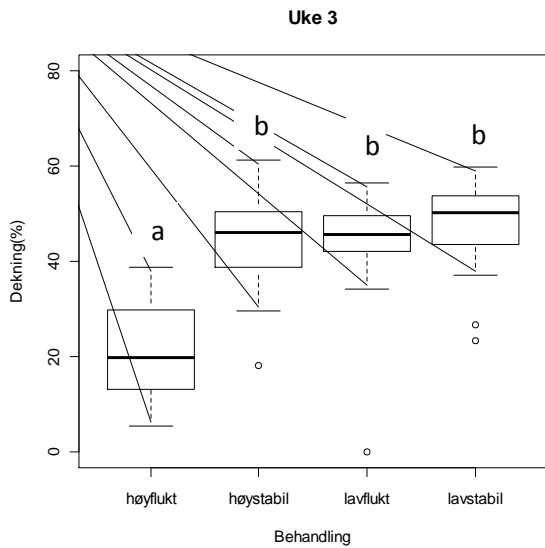 Uke 3
80
60
40
20
0
Dekning(%)
a
b
b
b
høyflukt
høystabil
lavflukt
lavstabil
Behandling